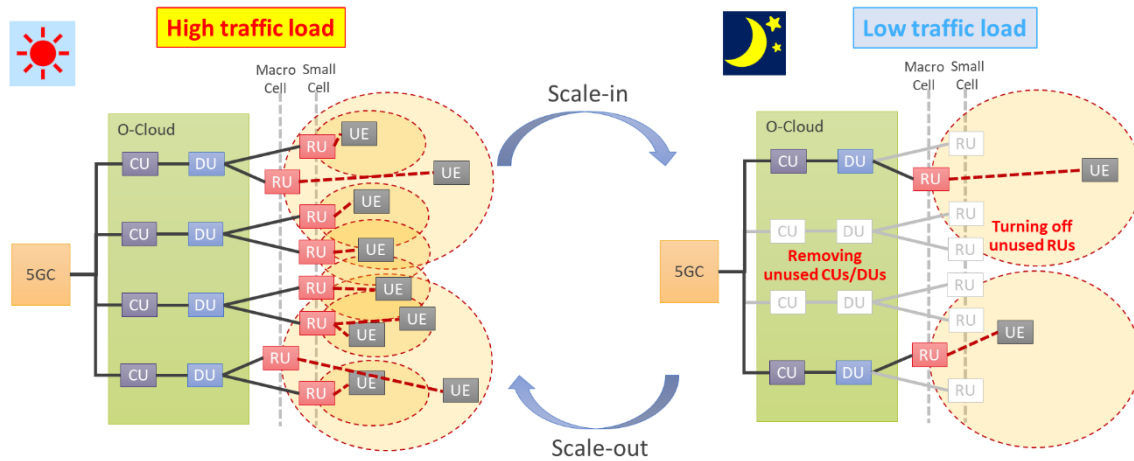 High traffic load
Macro
Cell
Small
Cell
O-Cloud
CU
DU
RU
UE
RU
UE
CU
DU
RU
UE
RU
UE
5GC
CU
DU
RU
UE
RU
UE
UE
CU
DU
RU
UE
RU
UE
Scale-in
Scale-out
Low traffic load
Macro
Cell
Small
Cell
O-Cloud
CU
DU
RU
RU
UE
CU
DU
RU
RU
Turning off
unused RUs
Removing
unused CUs/DUs
5GC
CU
DU
RU
RU
UE
CU
DU
RU
RU